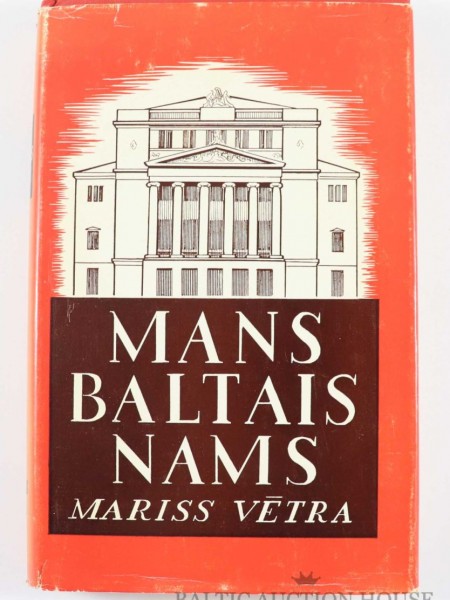 MANS
BALTAIS
NAMS
MARISS VĒTRA
BALTIC AUCTION HOUSE